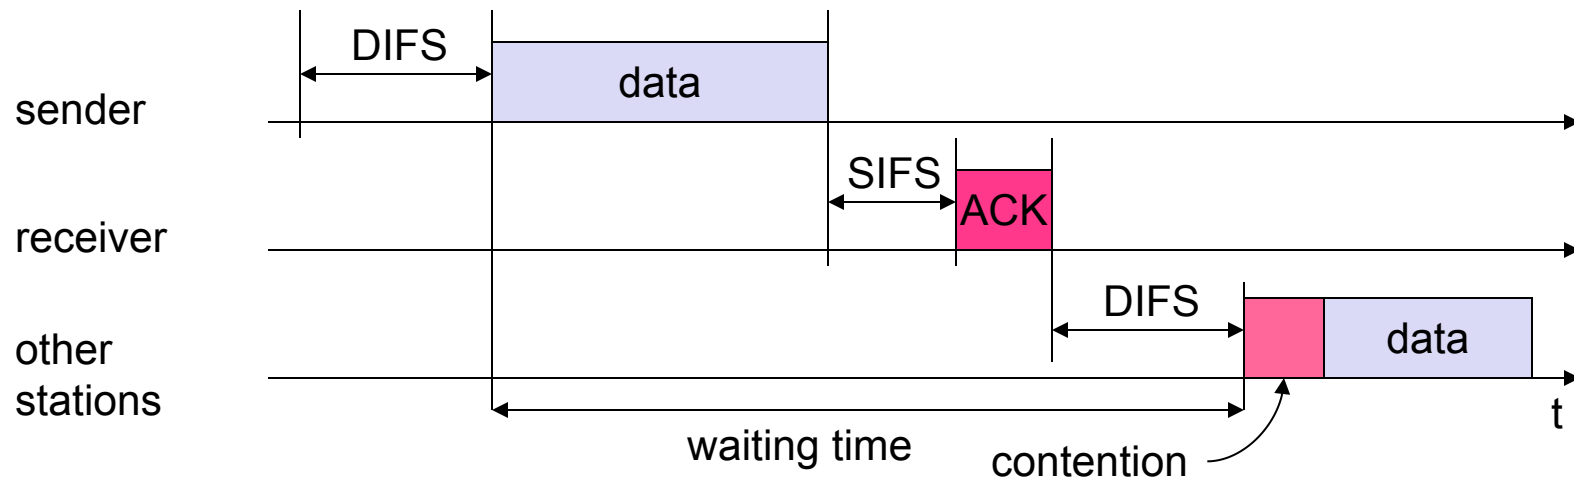 DIFS
data
sender
SIFS
ACK
receiver
DIFS
data
other
stations
t
waiting time
contention